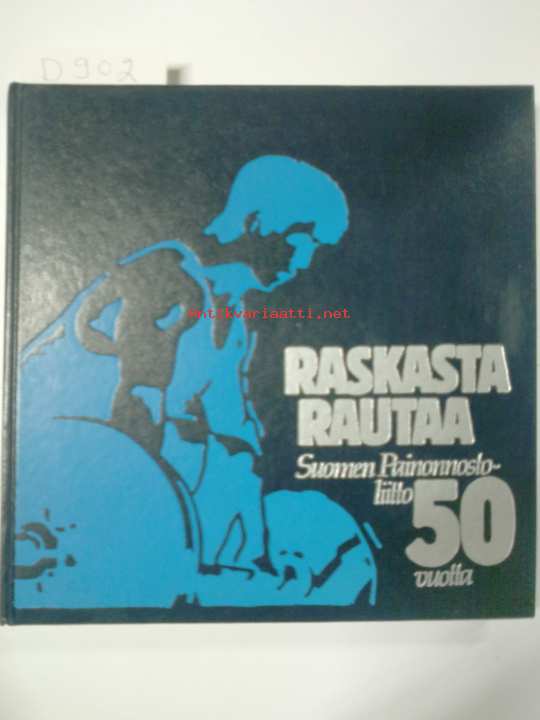 D902
antikvariaatti.net
RASKASTA
RAUTAA
Suomen Painonnosto-
liitto 50
vuotta